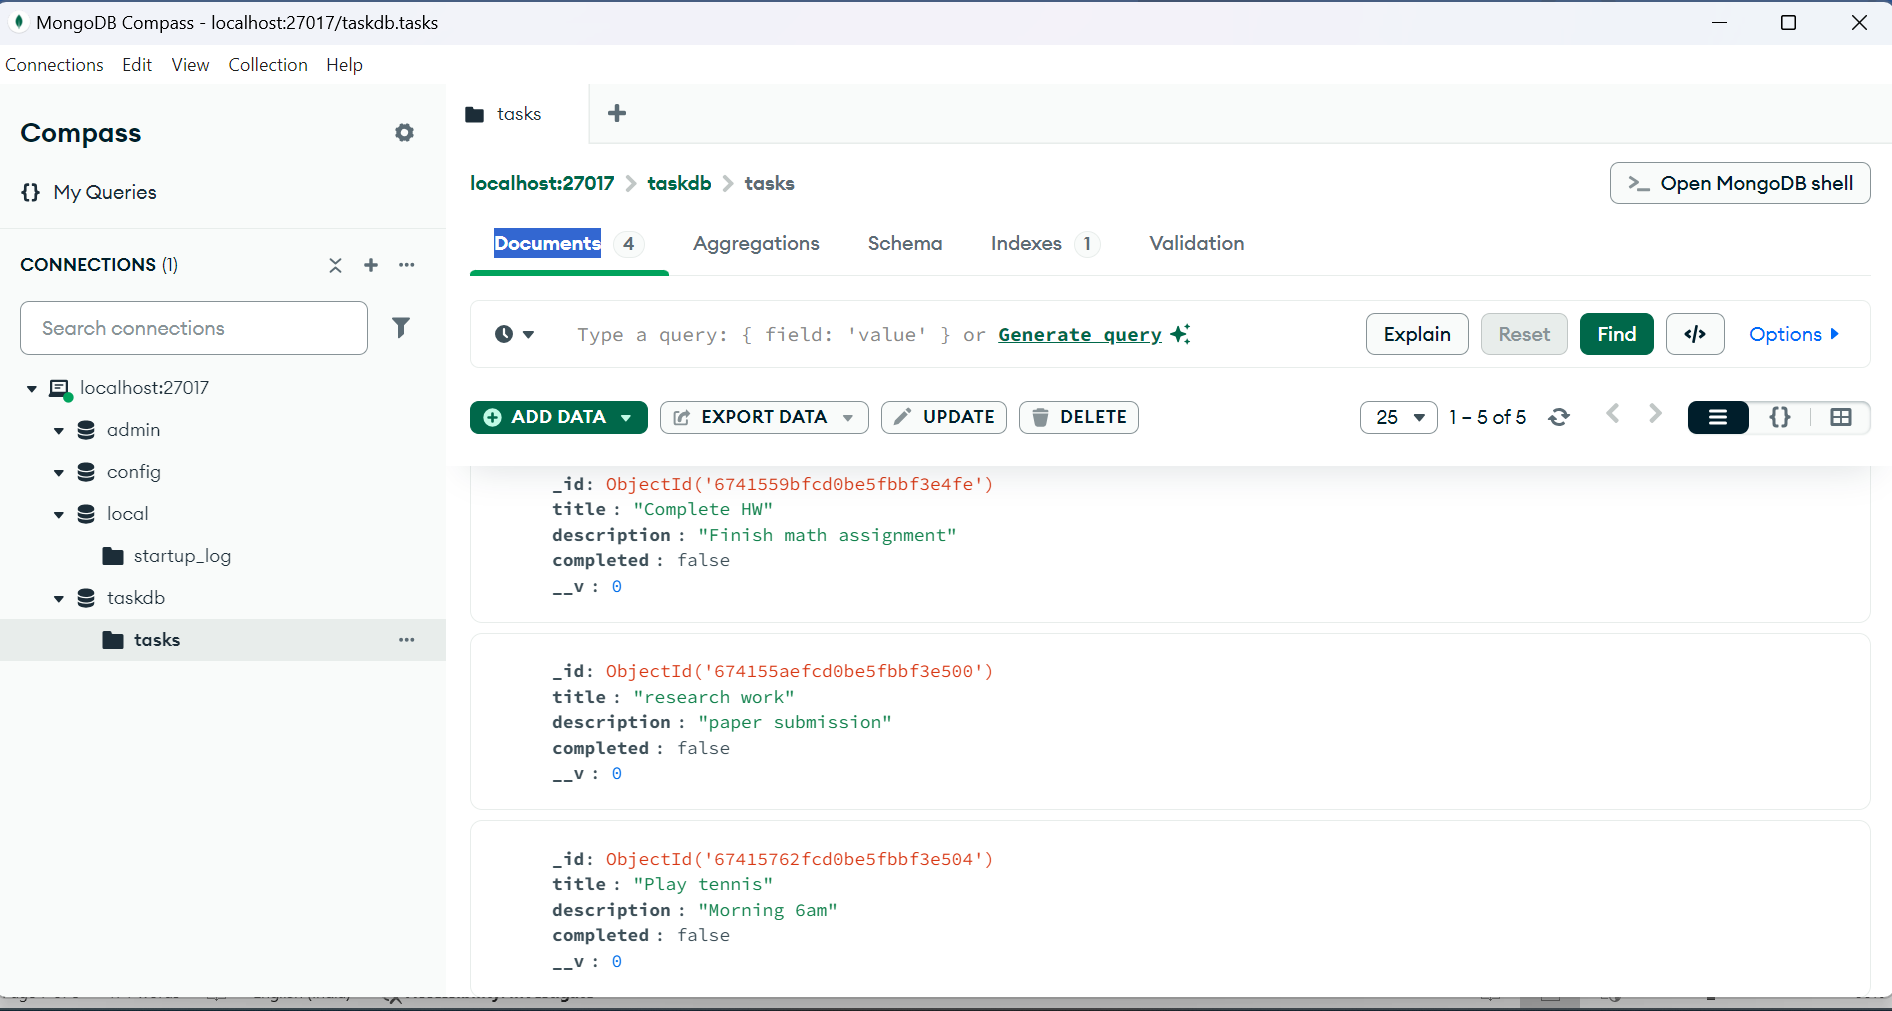 MongoDB Compass - localhost:27017/taskdb.tasks
Connections Edit View Collection Help
Compass
{} My Queries
CONNECTIONS (1)
Search connections
localhost:27017
admin
config
local
startup_log
taskdb
tasks
tasks
localhost:27017 > taskdb > tasks
>_ Open MongoDB shell
Documents 4 Aggregations Schema Indexes 1 Validation
Type a query: { field: 'value' } or Generate query
Explain Reset Find </> Options
ADD DATA EXPORT DATA UPDATE DELETE
25 1 – 5 of 5 {}
_id: ObjectId('6741559bfcd0be5fbbf3e4fe')
title : "Complete HW"
description : "Finish math assignment"
completed : false
__v : 0
_id: ObjectId('674155aefcd0be5fbbf3e500')
title : "research work"
description : "paper submission"
completed : false
__v : 0
_id: ObjectId('67415762fcd0be5fbbf3e504')
title : "Play tennis"
description : "Morning 6am"
completed : false
__v : 0